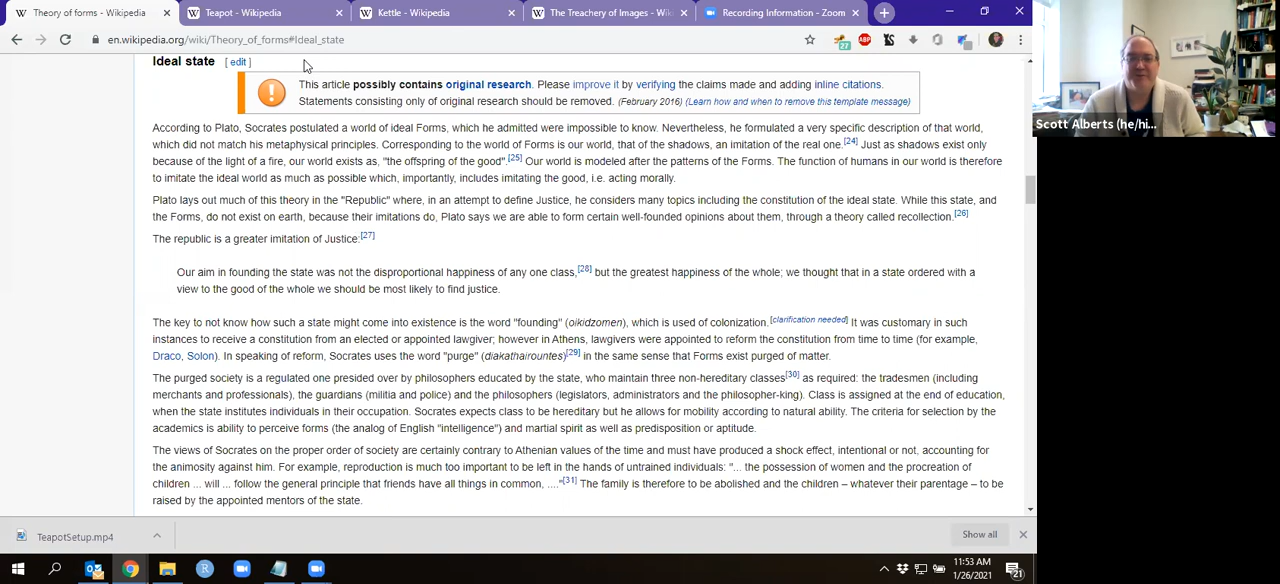 Theory of forms - Wikipedia
Teapot - Wikipedia
Kettle - Wikipedia
The Treachery of Images - Wiki
Recording Information - Zoom
en.wikipedia.org/wiki/Theory_of_forms#Ideal_state
27
ABP
Ideal state [ edit ]
This article possibly contains original research. Please improve it by verifying the claims made and adding inline citations.
Statements consisting only of original research should be removed. (February 2016) (Learn how and when to remove this template message)
According to Plato, Socrates postulated a world of ideal Forms, which he admitted were impossible to know. Nevertheless, he formulated a very specific description of that world,
which did not match his metaphysical principles. Corresponding to the world of Forms is our world, that of the shadows, an imitation of the real one.[24] Just as shadows exist only
because of the light of a fire, our world exists as, "the offspring of the good".[25] Our world is modeled after the patterns of the Forms. The function of humans in our world is therefore
to imitate the ideal world as much as possible which, importantly, includes imitating the good, i.e. acting morally.
Plato lays out much of this theory in the "Republic" where, in an attempt to define Justice, he considers many topics including the constitution of the ideal state. While this state, and
the Forms, do not exist on earth, because their imitations do, Plato says we are able to form certain well-founded opinions about them, through a theory called recollection.[26]
The republic is a greater imitation of Justice:[27]
Our aim in founding the state was not the disproportional happiness of any one class,[28] but the greatest happiness of the whole; we thought that in a state ordered with a
view to the good of the whole we should be most likely to find justice.
The key to not know how such a state might come into existence is the word "founding" (oikidzomen), which is used of colonization.[clarification needed] It was customary in such
instances to receive a constitution from an elected or appointed lawgiver; however in Athens, lawgivers were appointed to reform the constitution from time to time (for example,
Draco, Solon). In speaking of reform, Socrates uses the word "purge" (diakathairountes)[29] in the same sense that Forms exist purged of matter.
The purged society is a regulated one presided over by philosophers educated by the state, who maintain three non-hereditary classes[30] as required: the tradesmen (including
merchants and professionals), the guardians (militia and police) and the philosophers (legislators, administrators and the philosopher-king). Class is assigned at the end of education,
when the state institutes individuals in their occupation. Socrates expects class to be hereditary but he allows for mobility according to natural ability. The criteria for selection by the
academics is ability to perceive forms (the analog of English "intelligence") and martial spirit as well as predisposition or aptitude.
The views of Socrates on the proper order of society are certainly contrary to Athenian values of the time and must have produced a shock effect, intentional or not, accounting for
the animosity against him. For example, reproduction is much too important to be left in the hands of untrained individuals: "... the possession of women and the procreation of
children ... will ... follow the general principle that friends have all things in common, ...."[31] The family is therefore to be abolished and the children – whatever their parentage – to be
raised by the appointed mentors of the state.
Scott Alberts (he/hi...
TeapotSetup.mp4
Show all
11:53 AM
1/26/2021
21